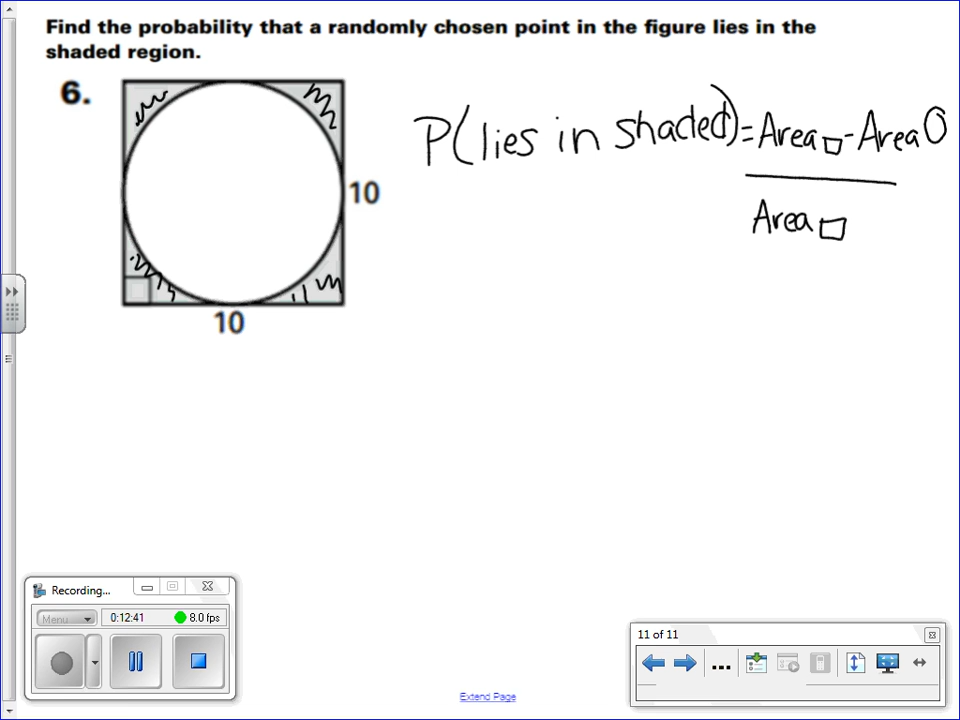 Find the probability that a randomly chosen point in the figure lies in the
shaded region.
6.
P(lies in shaded) = Area □ - Area O
Area □
10
10
Recording...
Menu
0:12:41
8.0 fps
11 of 11
...
Extend Page